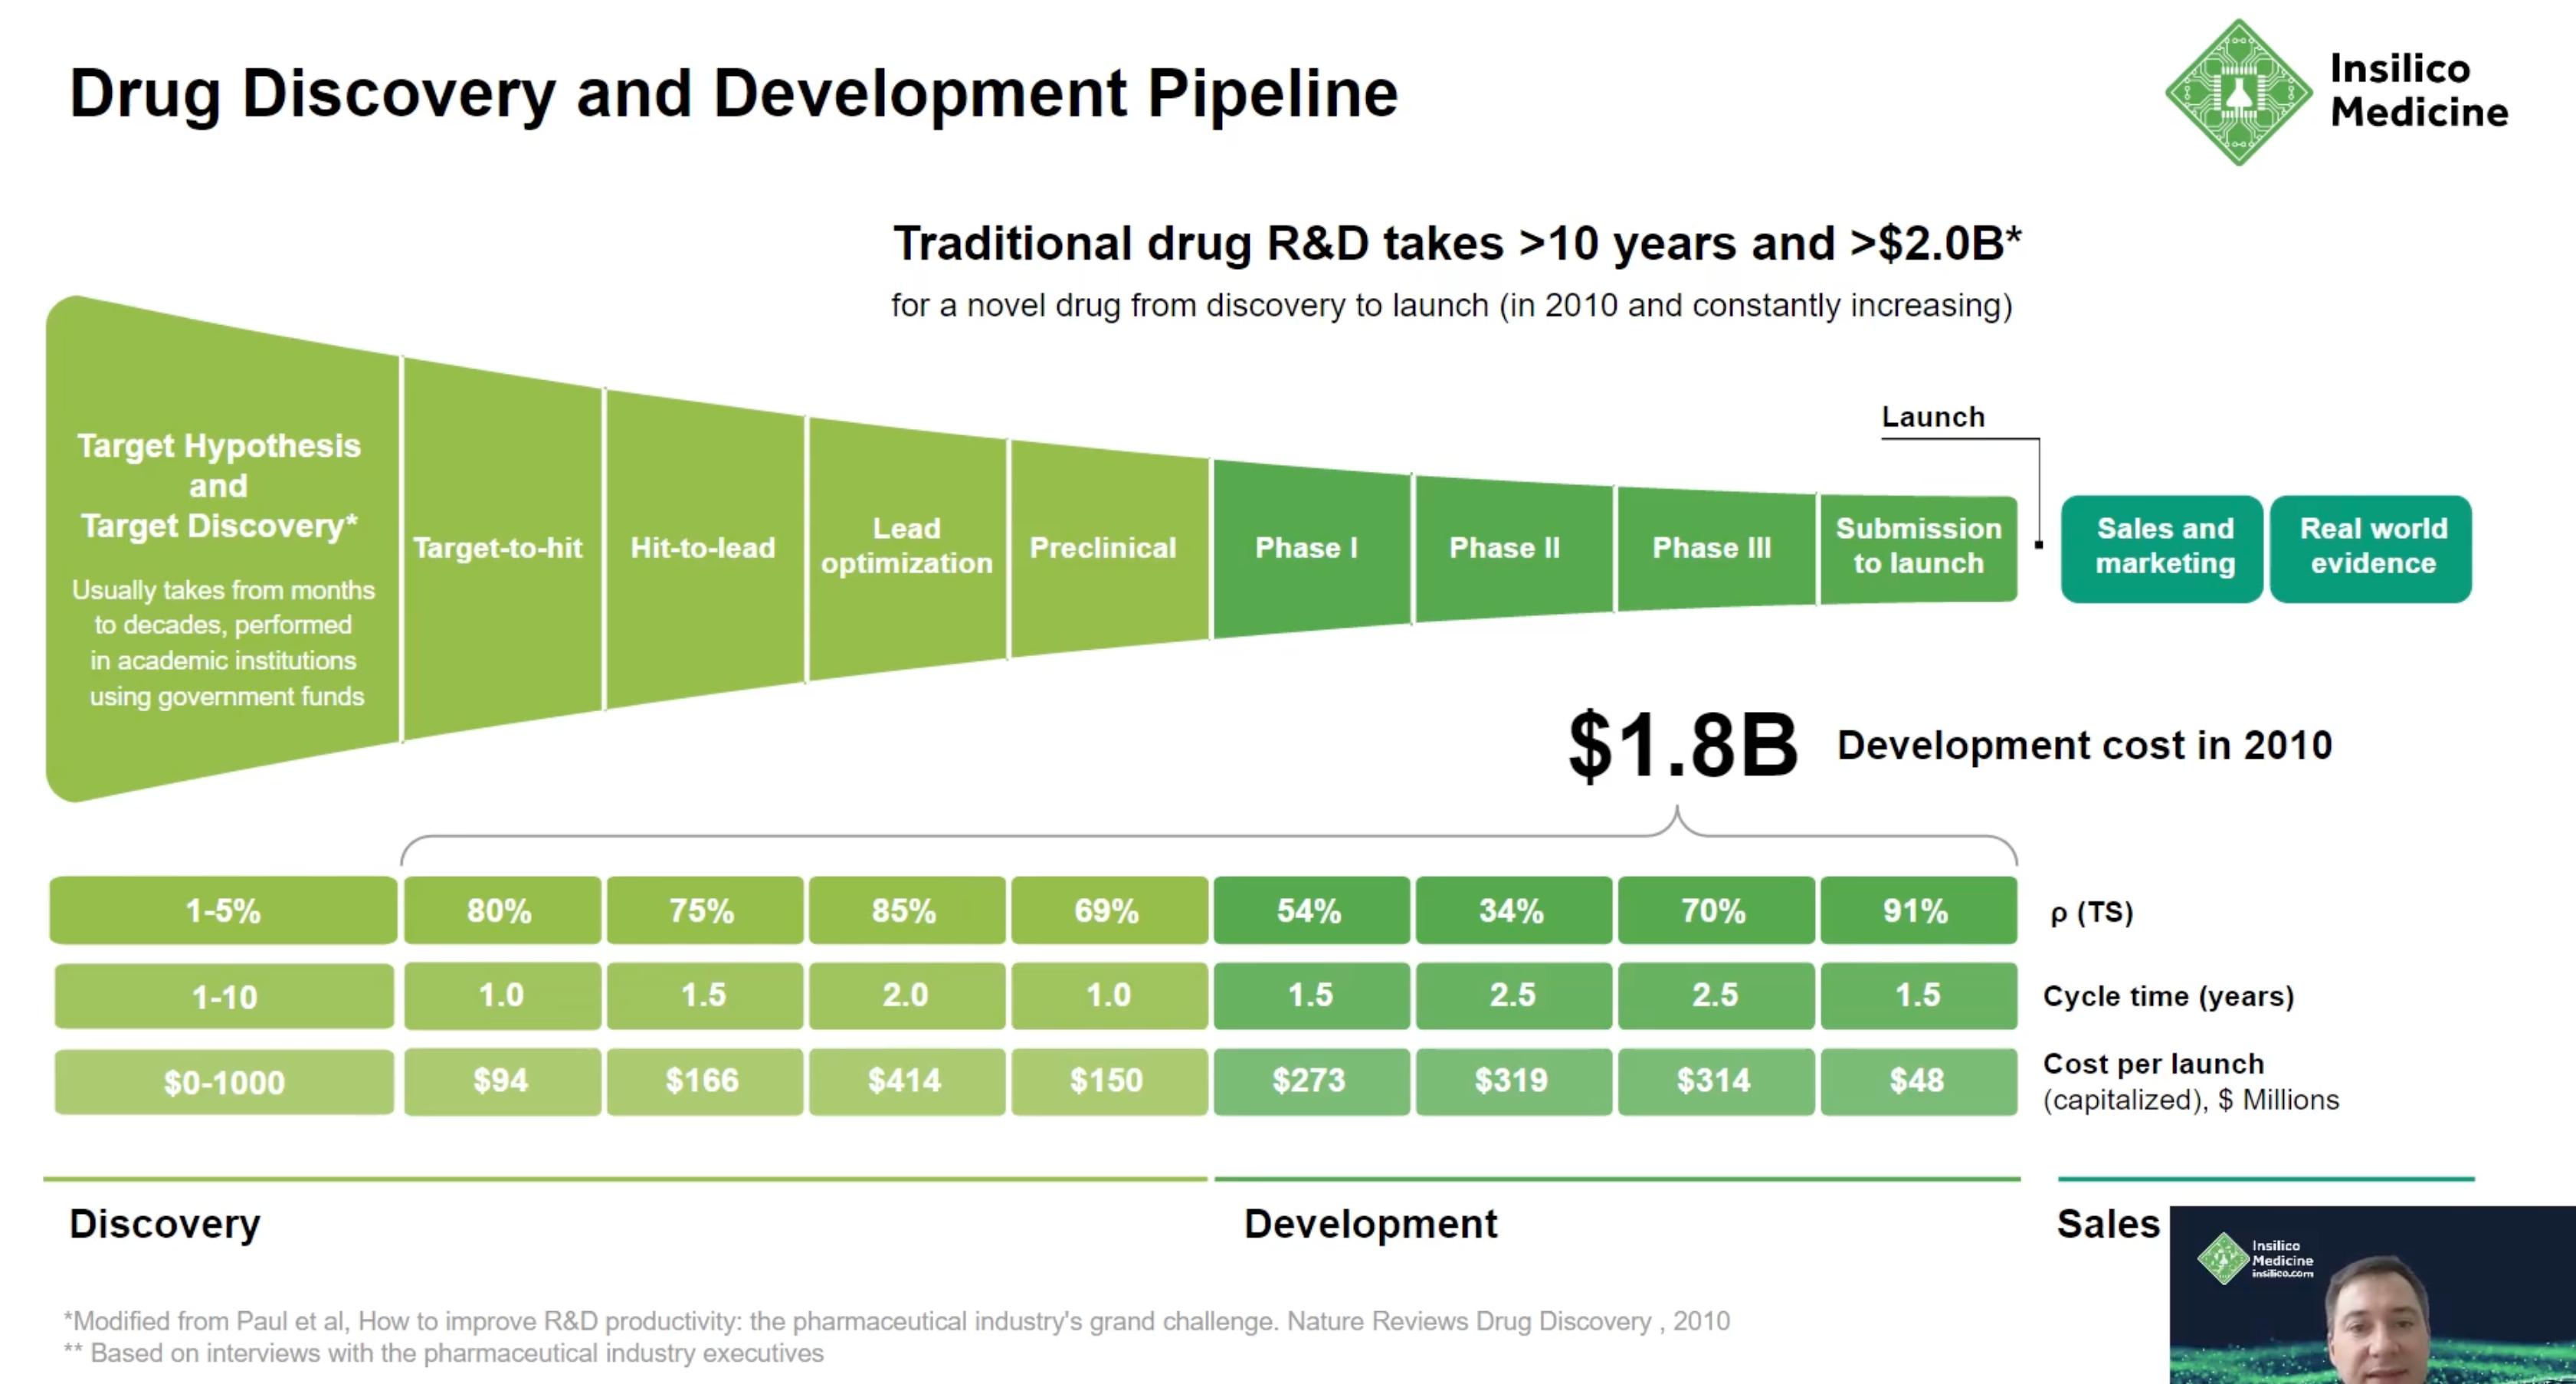 Drug Discovery and Development Pipeline
Insilico
Medicine
Traditional drug R&D takes >10 years and >$2.0B*
for a novel drug from discovery to launch (in 2010 and constantly increasing)
Launch
Target Hypothesis
and
Target Discovery*
Usually takes from months
to decades, performed
in academic institutions
using government funds
Target-to-hit
Hit-to-lead
Lead
optimization
Preclinical
Phase I
Phase II
Phase III
Submission
to launch
Sales and
marketing
Real world
evidence
$1.8B Development cost in 2010
1-5% 80% 75% 85% 69% 54% 34% 70% 91% ρ (TS)
1-10 1.0 1.5 2.0 1.0 1.5 2.5 2.5 1.5 Cycle time (years)
$0-1000 $94 $166 $414 $150 $273 $319 $314 $48 Cost per launch
(capitalized), $ Millions
Discovery
Development
Sales
Insilico
Medicine
insilico.com
*Modified from Paul et al, How to improve R&D productivity: the pharmaceutical industry's grand challenge. Nature Reviews Drug Discovery , 2010
** Based on interviews with the pharmaceutical industry executives